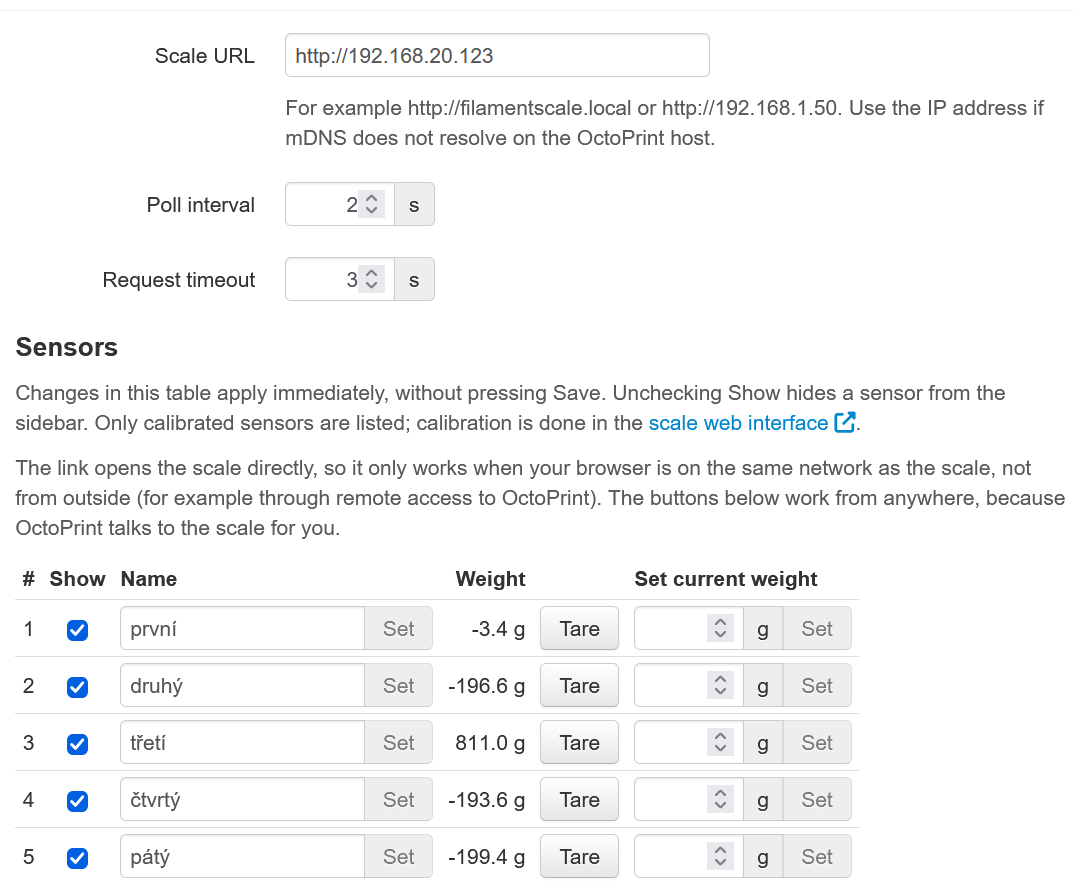 Scale URL http://192.168.20.123
For example http://filamentscale.local or http://192.168.1.50. Use the IP address if
mDNS does not resolve on the OctoPrint host.
Poll interval 2 s
Request timeout 3 s
Sensors
Changes in this table apply immediately, without pressing Save. Unchecking Show hides a sensor from the
sidebar. Only calibrated sensors are listed; calibration is done in the scale web interface.
The link opens the scale directly, so it only works when your browser is on the same network as the scale, not
from outside (for example through remote access to OctoPrint). The buttons below work from anywhere, because
OctoPrint talks to the scale for you.
# Show Name Weight Set current weight
1 první Set -3.4 g Tare g Set
2 druhý Set -196.6 g Tare g Set
3 třetí Set 811.0 g Tare g Set
4 čtvrtý Set -193.6 g Tare g Set
5 pátý Set -199.4 g Tare g Set